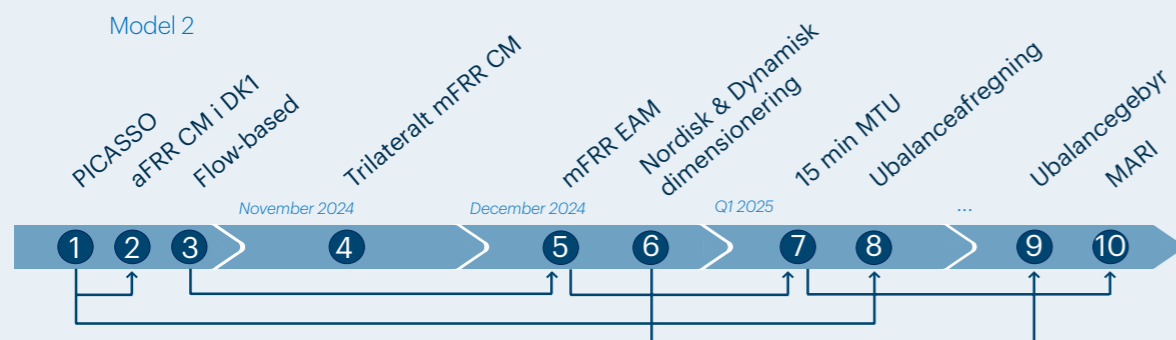 Model 2
PICASSO
aFRR CM i DK1
Flow-based
Trilateralt mFRR CM
mFRR EAM
Nordisk & Dynamisk
dimensionering
15 min MTU
Ubalanceafregning
Ubalancegebyr
MARI
November 2024
December 2024
Q1 2025
...
1
2
3
4
5
6
7
8
9
10